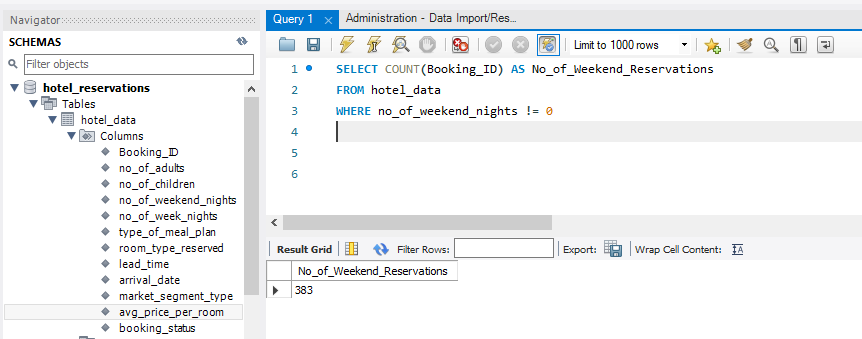 Navigator
SCHEMAS
Filter objects
hotel_reservations
Tables
hotel_data
Columns
Booking_ID
no_of_adults
no_of_children
no_of_weekend_nights
no_of_week_nights
type_of_meal_plan
room_type_reserved
lead_time
arrival_date
market_segment_type
avg_price_per_room
booking_status
Query 1
Administration - Data Import/Res...
Limit to 1000 rows
1 SELECT COUNT(Booking_ID) AS No_of_Weekend_Reservations
2 FROM hotel_data
3 WHERE no_of_weekend_nights != 0
4
5
6
Result Grid Filter Rows: Export: Wrap Cell Content:
No_of_Weekend_Reservations
383